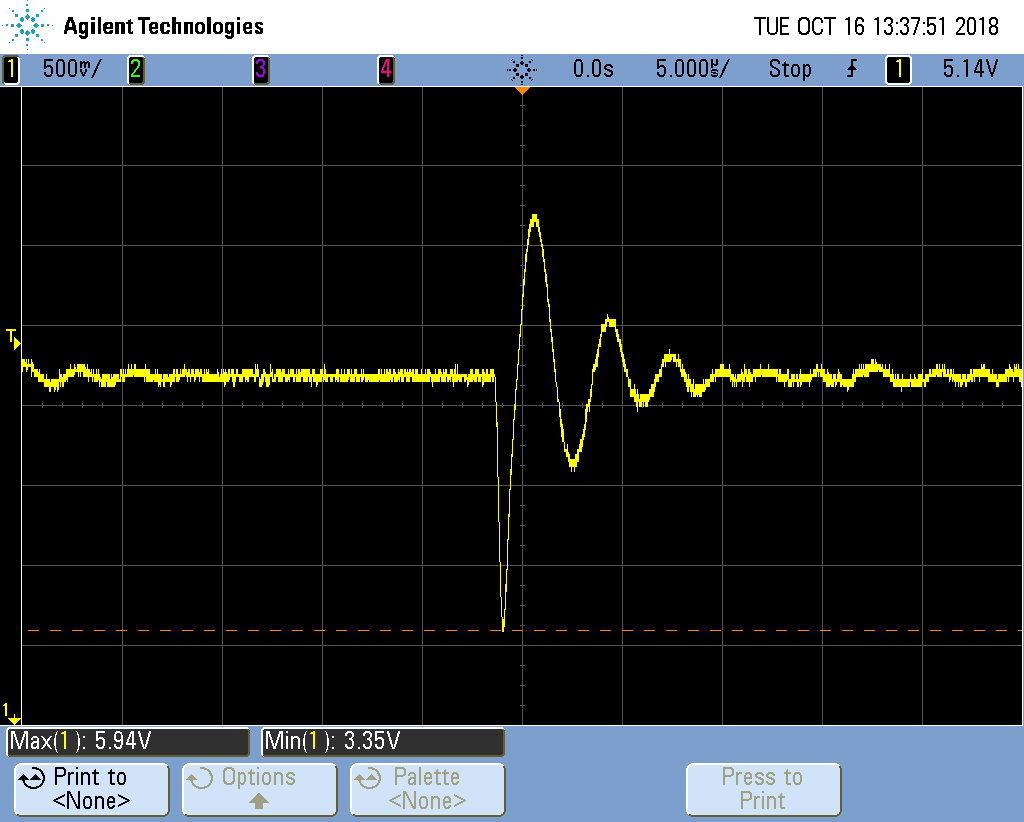 Agilent Technologies
TUE OCT 16 13:37:51 2018
1 500mV/ 2 3 4 0.0s 5.000µs/ Stop 1 5.14V
T
1
Max(1): 5.94V Min(1): 3.35V
Print to Options Palette Press to
<None> <None> Print